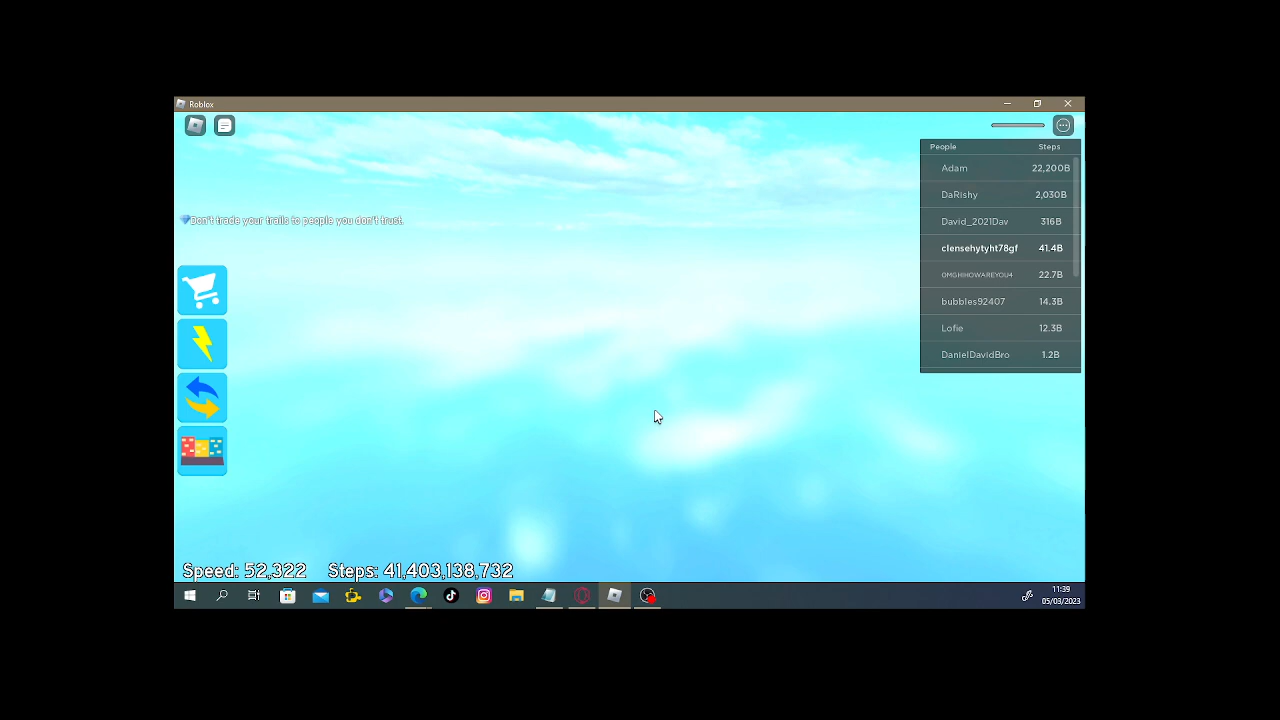 Roblox
People Steps
Adam 22,200B
DaRishy 2,030B
David_2021Dav 316B
clensehytyht78gf 41.4B
OMGHHOWAREYOU4 22.7B
bubbles92407 14.3B
Lofie 12.3B
DanielDavidBro 1.2B
Don't trade your trails to people you don't trust.
Speed: 52,322 Steps: 41,403,138,732
11:39
05/03/2023